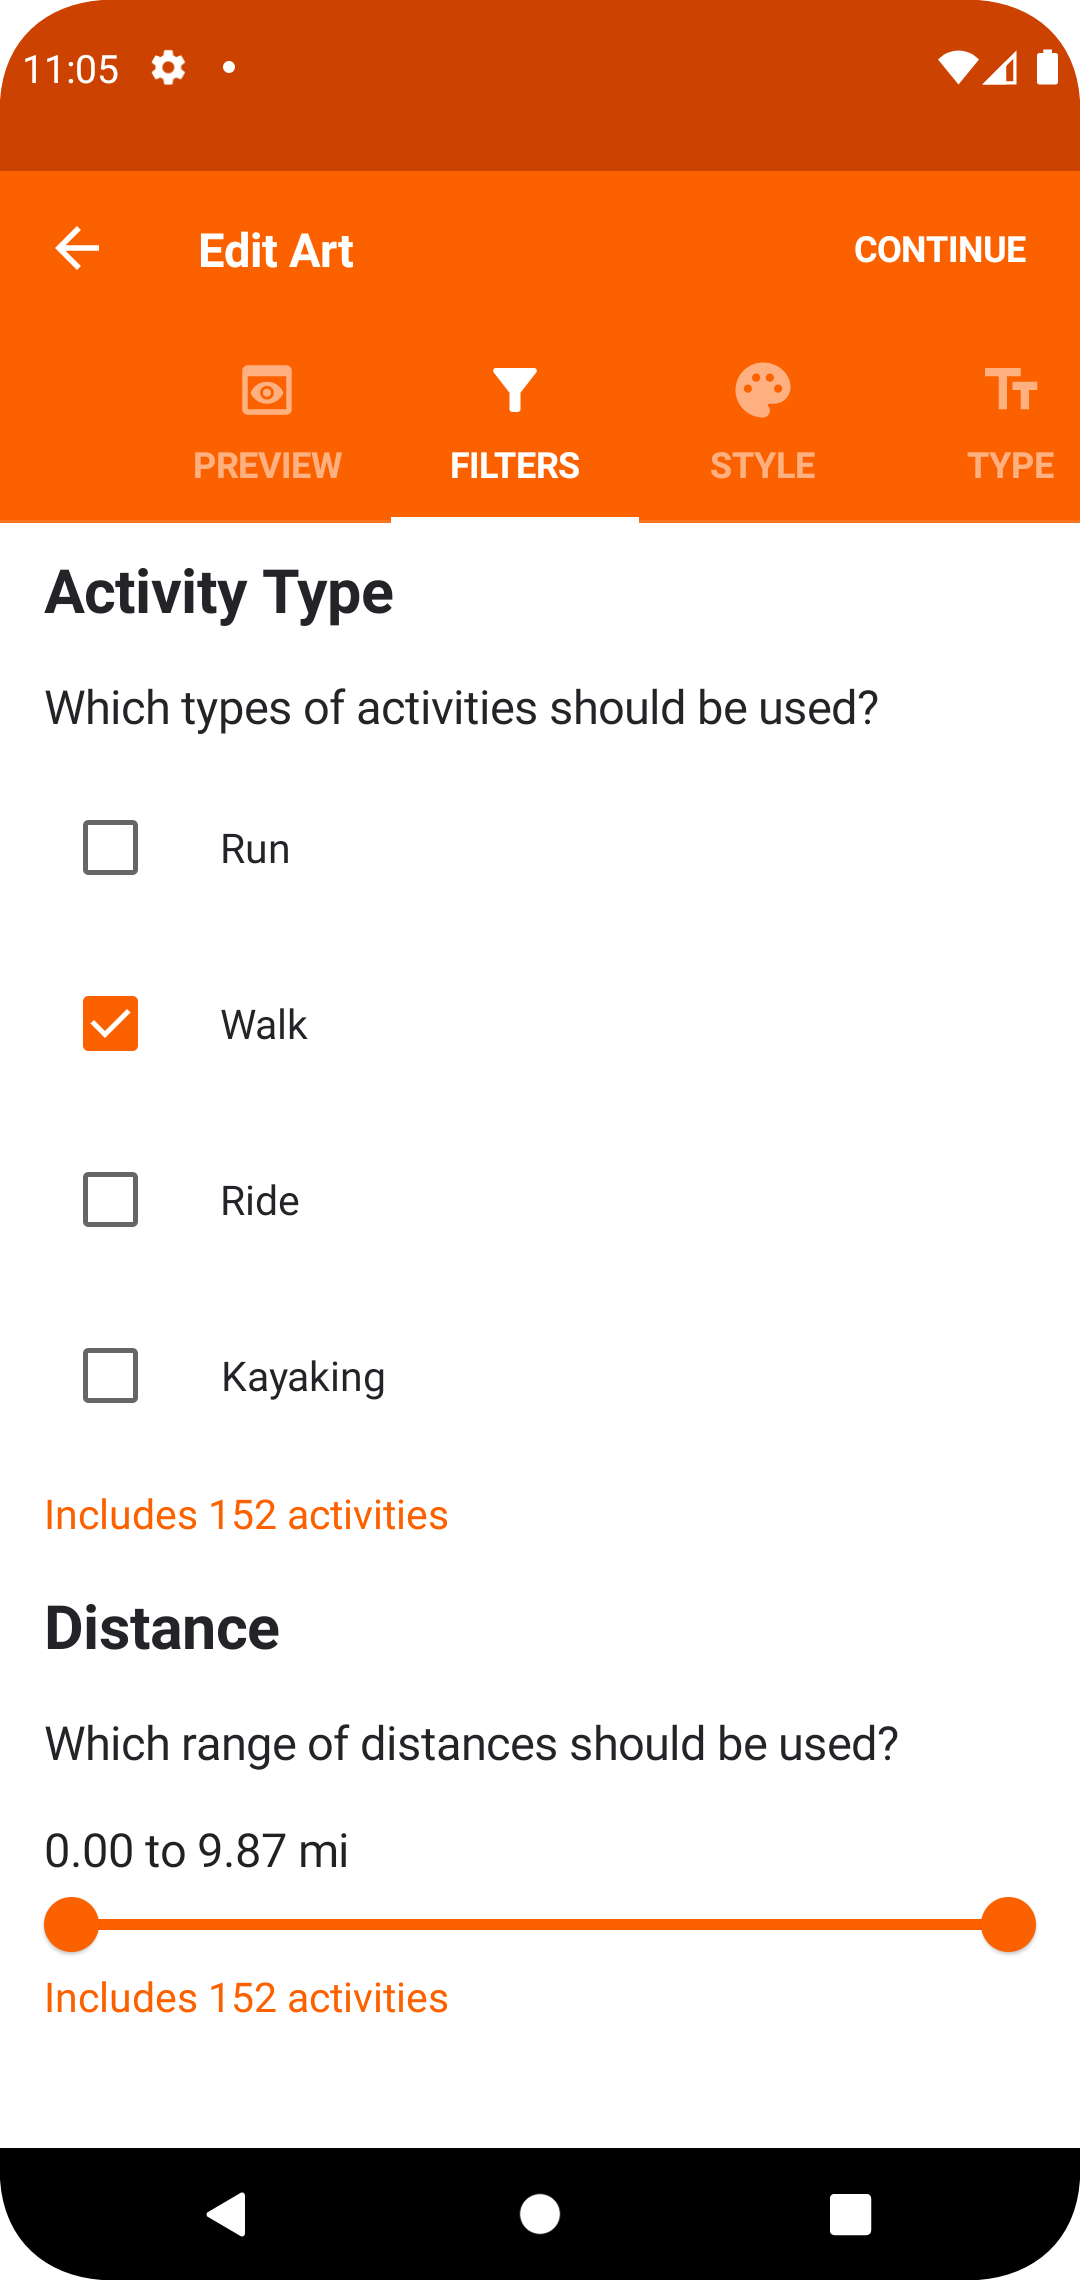 11:05
Edit Art
CONTINUE
PREVIEW
FILTERS
STYLE
TYPE
Activity Type
Which types of activities should be used?
Run
Walk
Ride
Kayaking
Includes 152 activities
Distance
Which range of distances should be used?
0.00 to 9.87 mi
Includes 152 activities